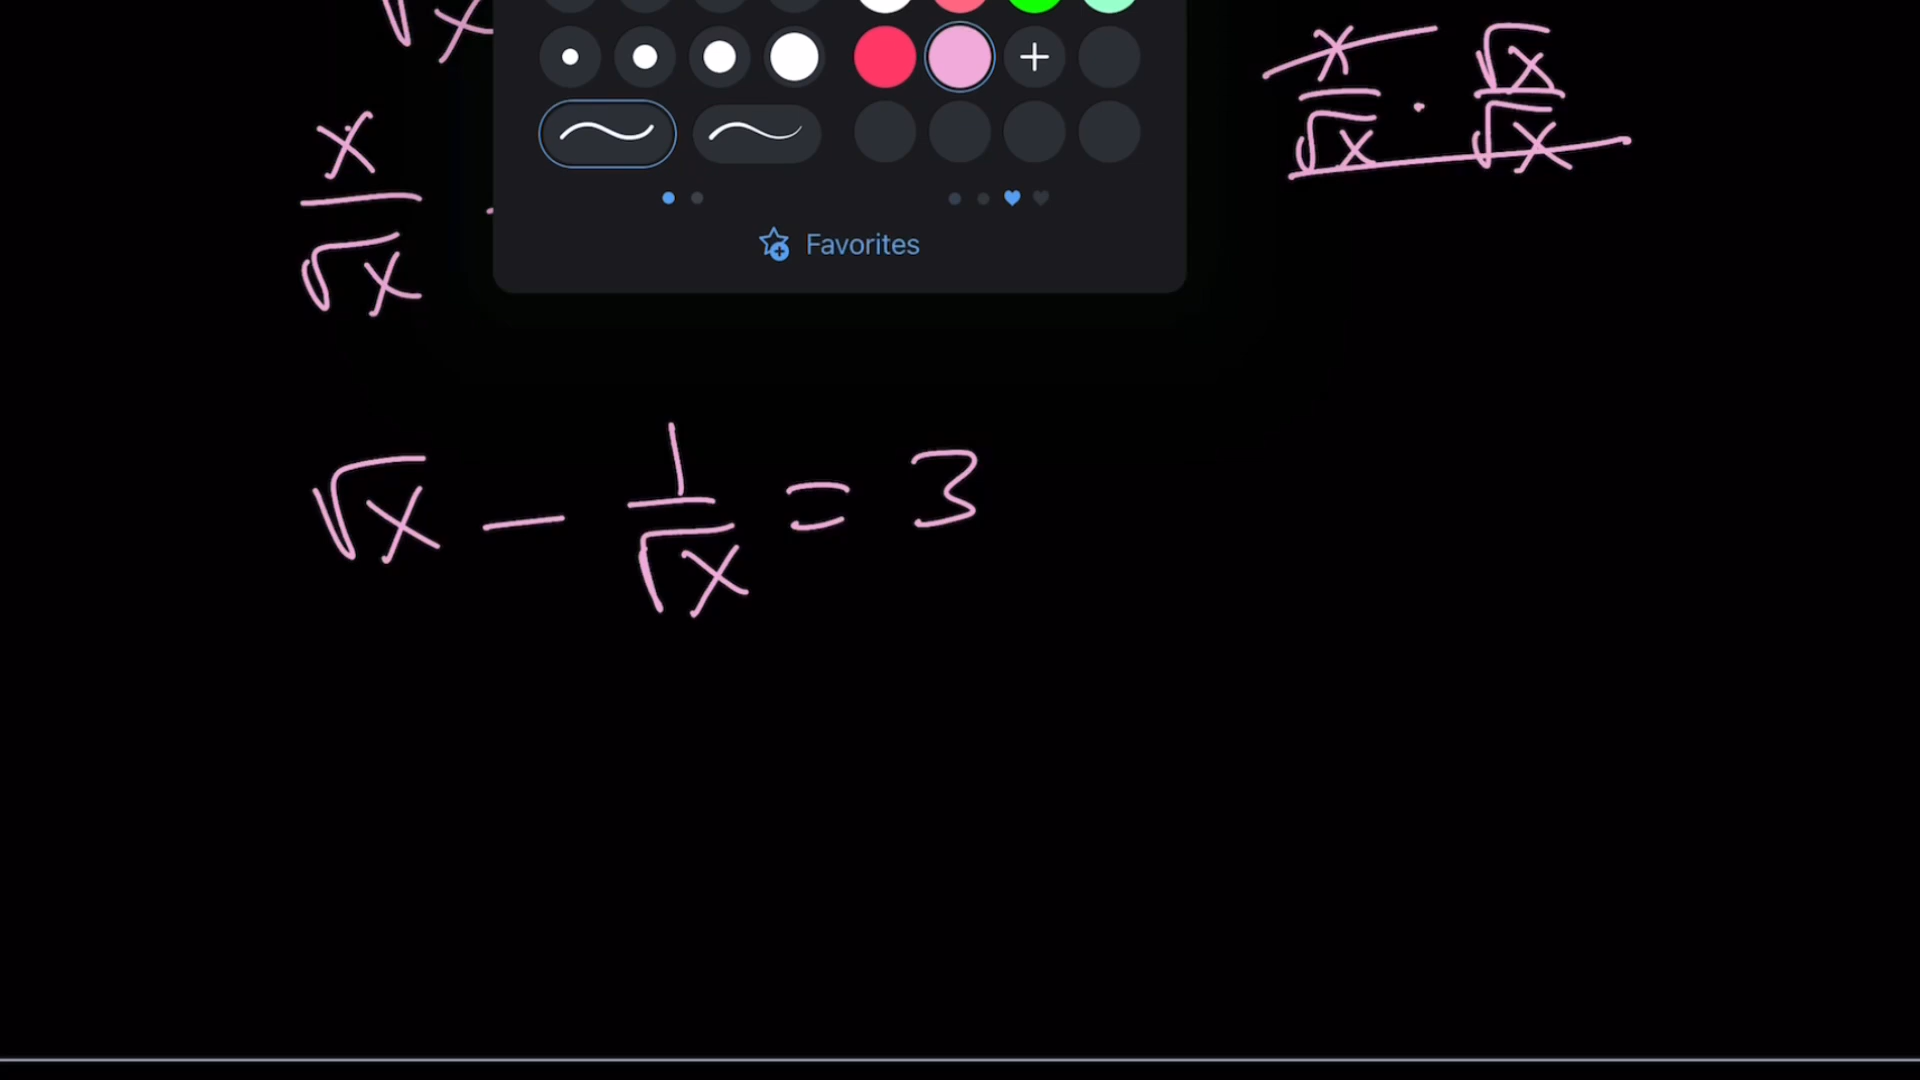 √x
x/√x · √x/√x
x/√x -
Favorites
√x - 1/√x = 3